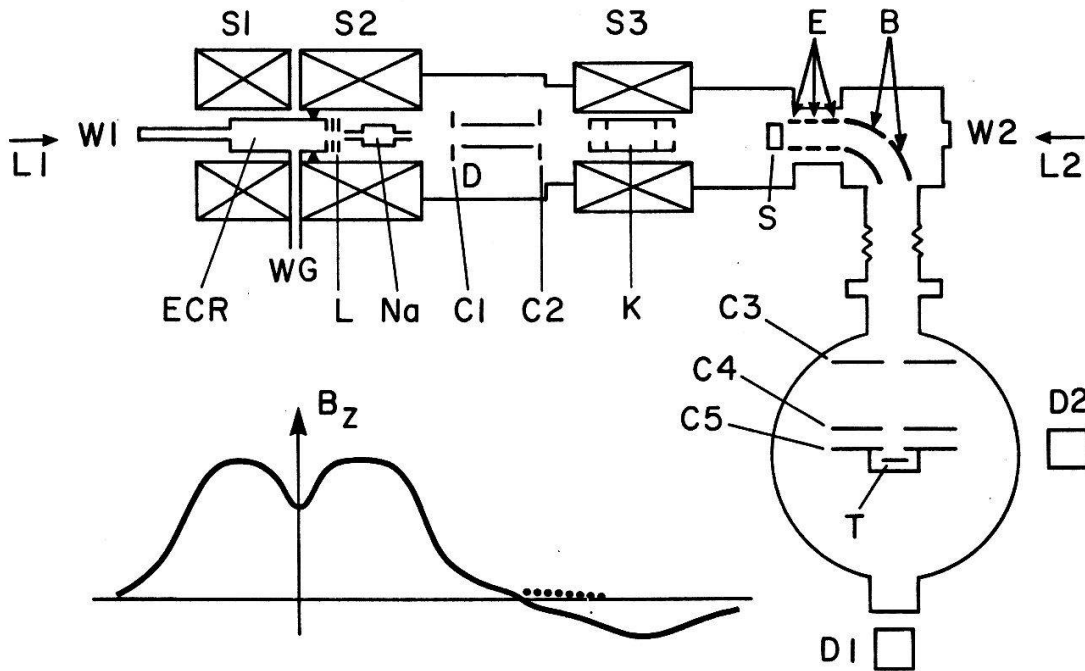 S1 S2 S3 E B
W1 W2
L1 L2
D S
WG
ECR L Na C1 C2 K
C3
C4
C5
D2
T
B_Z
D1